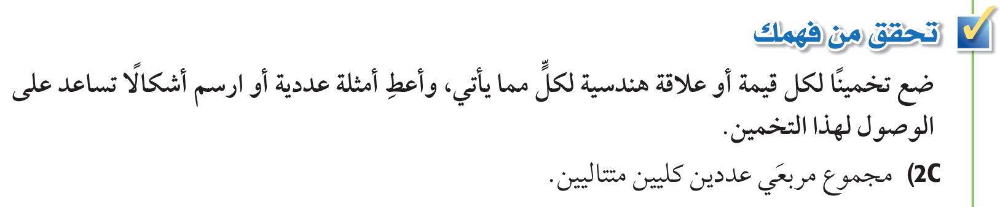 تحقق من فهمك
ضع تخمينًا لكل قيمة أو علاقة هندسية لكلٍّ مما يأتي، وأعطِ أمثلة عددية أو ارسم أشكالًا تساعد على
الوصول لهذا التخمين.
2C) مجموع مربعَي عددين كليين متتاليين.